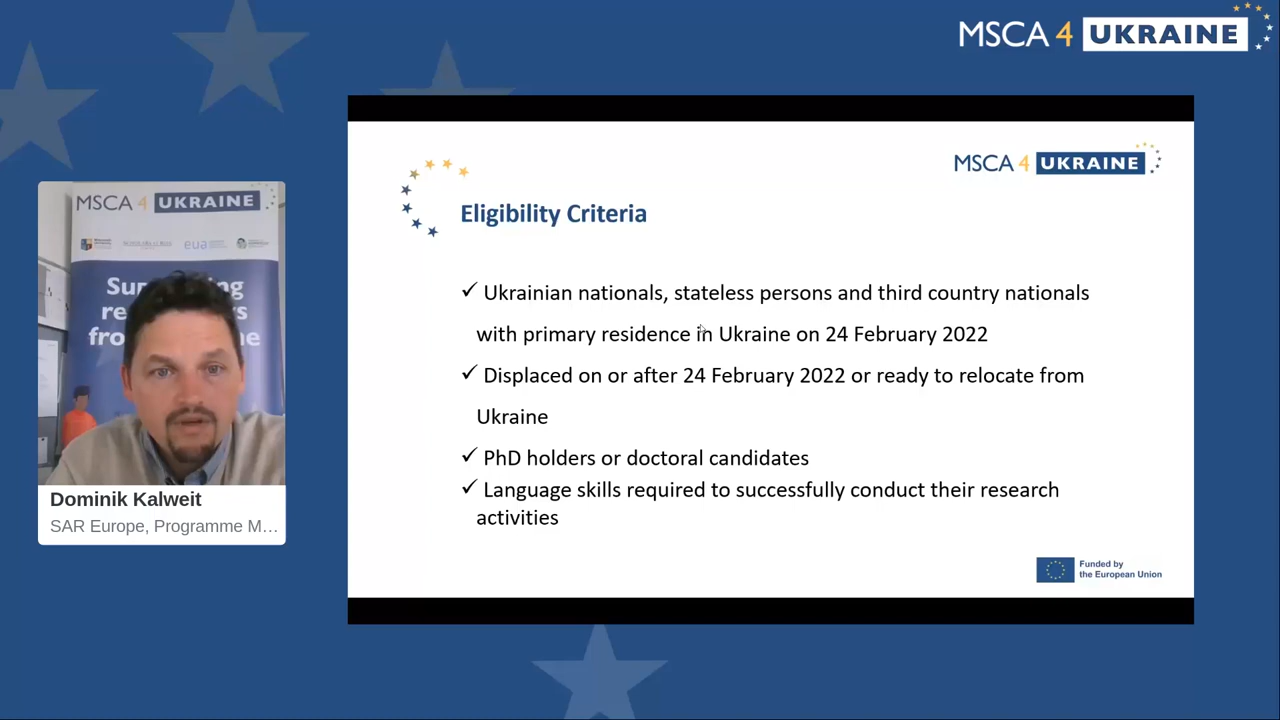 MSCA 4 UKRAINE
MSCA 4 UKRAINE
Eligibility Criteria
✓ Ukrainian nationals, stateless persons and third country nationals
with primary residence in Ukraine on 24 February 2022
✓ Displaced on or after 24 February 2022 or ready to relocate from
Ukraine
✓ PhD holders or doctoral candidates
✓ Language skills required to successfully conduct their research
activities
Funded by
the European Union
MSCA 4 UKRAINE
eua
Dominik Kalweit
SAR Europe, Programme M…